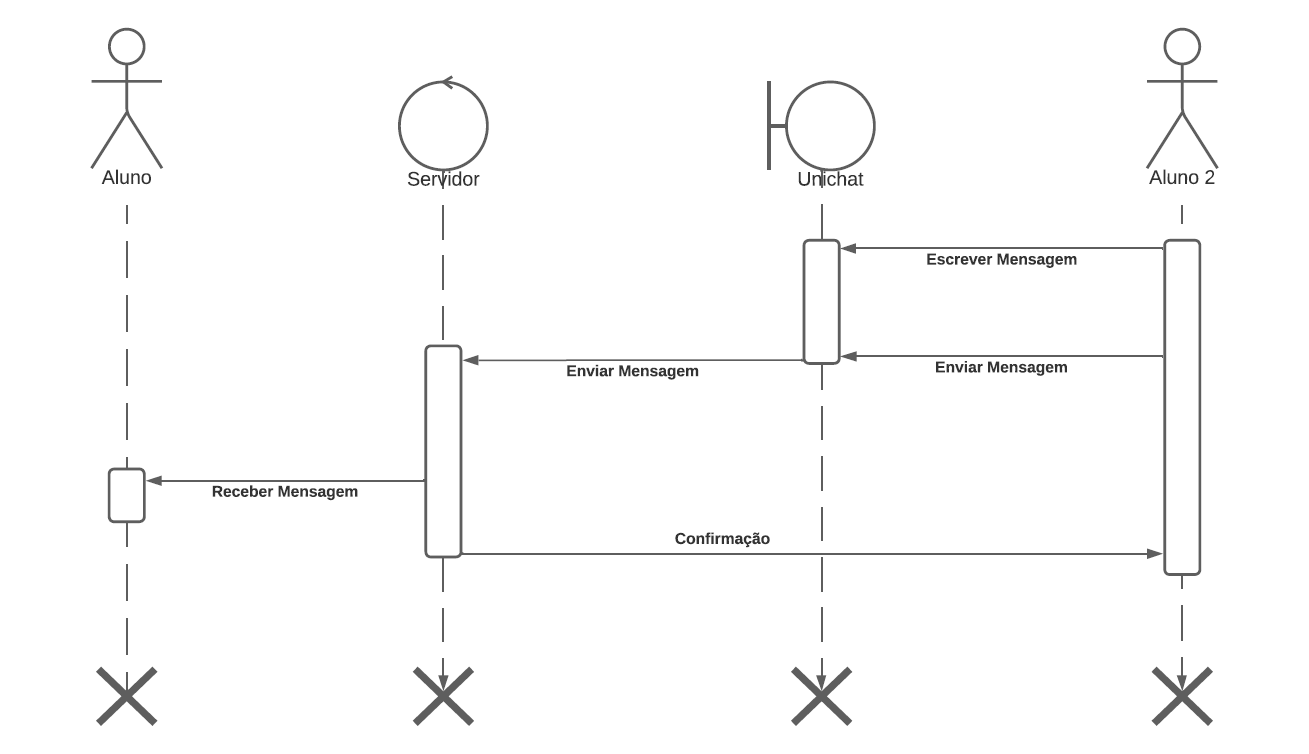 Aluno
Servidor
Unichat
Aluno 2
Escrever Mensagem
Enviar Mensagem
Enviar Mensagem
Receber Mensagem
Confirmação